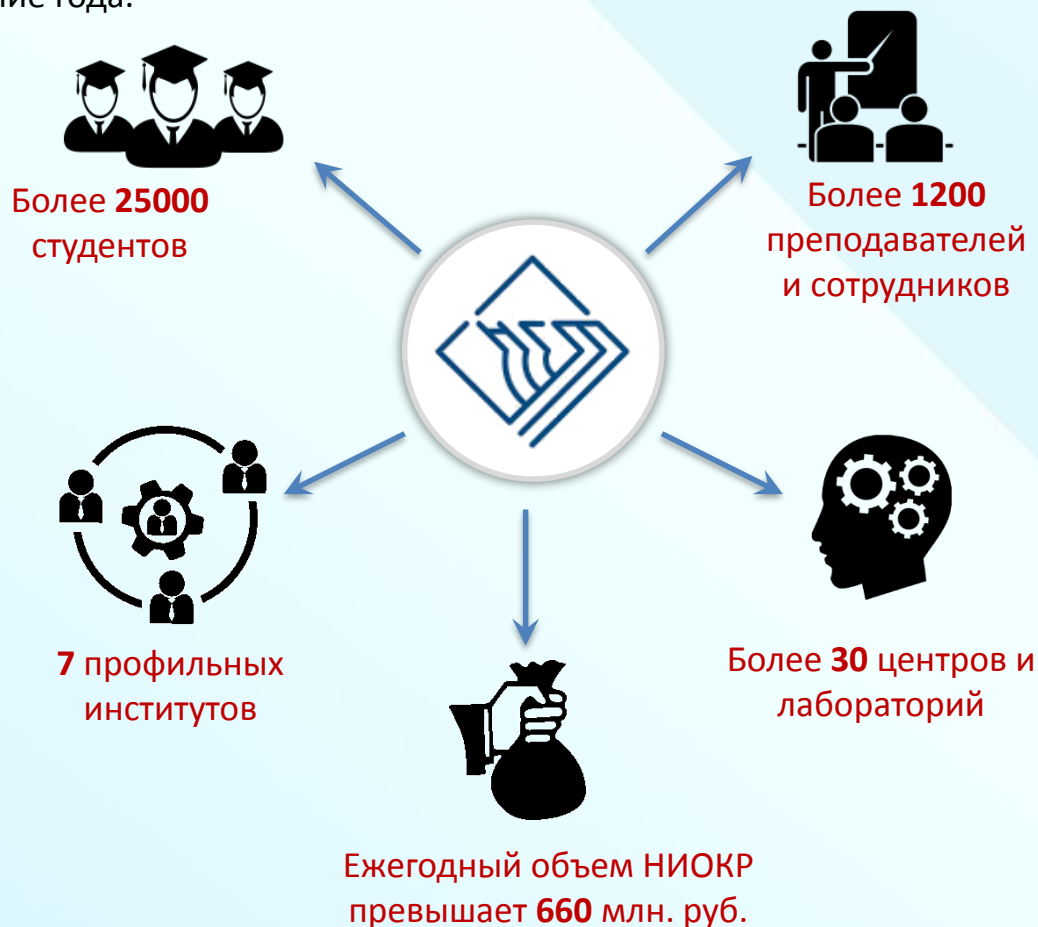 года.
Более 25000
студентов
Более 1200
преподавателей
и сотрудников
7 профильных
институтов
Более 30 центров и
лабораторий
Ежегодный объем НИОКР
превышает 660 млн. руб.